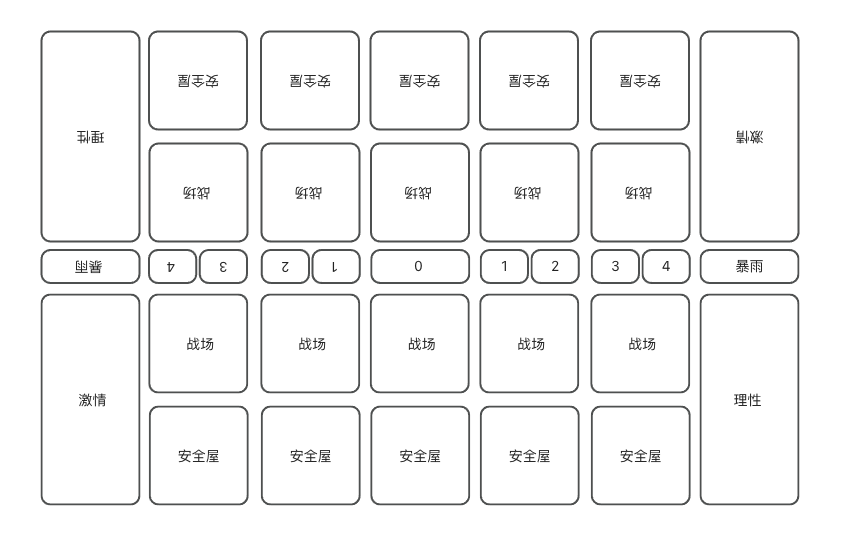 理性 安全屋 安全屋 安全屋 安全屋 安全屋 激情
战场 战场 战场 战场 战场
暴雨 4 3 2 1 0 1 2 3 4 暴雨
激情 战场 战场 战场 战场 战场 理性
安全屋 安全屋 安全屋 安全屋 安全屋